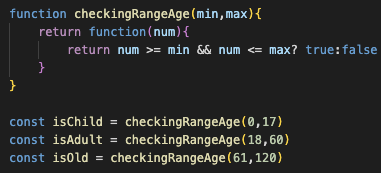 function checkingRangeAge(min,max){
    return function(num){
        return num >= min && num <= max? true:false
    }
}

const isChild = checkingRangeAge(0,17)
const isAdult = checkingRangeAge(18,60)
const isOld = checkingRangeAge(61,120)